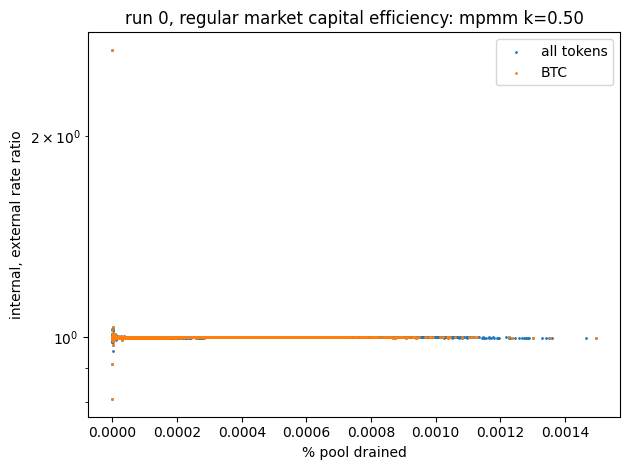 run 0, regular market capital efficiency: mpmm k=0.50
all tokens
BTC
internal, external rate ratio
2 × 10⁰
10⁰
0.0000 0.0002 0.0004 0.0006 0.0008 0.0010 0.0012 0.0014
% pool drained